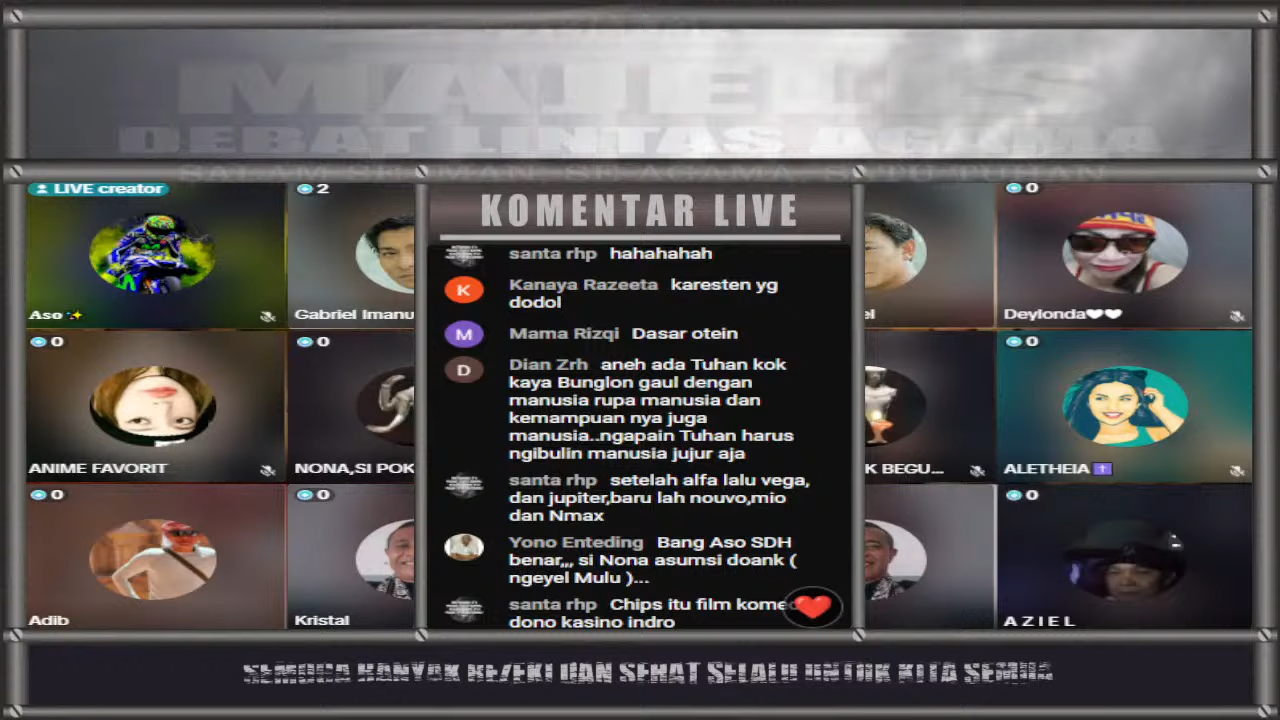 MAJELIS
DEBAT LINTAS AGAMA
LIVE creator
2
0
KOMENTAR LIVE
santa rhp hahahahah
Kanaya Razeeta karesten yg
dodol
Mama Rizqi Dasar otein
Dian Zrh aneh ada Tuhan kok
kaya Bunglon gaul dengan
manusia rupa manusia dan
kemampuan nya juga
manusia..ngapain Tuhan harus
ngibulin manusia jujur aja
santa rhp setelah alfa lalu vega,
dan jupiter,baru lah nouvo,mio
dan Nmax
Yono Enteding Bang Aso SDH
benar,,, si Nona asumsi doank (
ngeyel Mulu )...
santa rhp Chips itu film
dono kasino indro
K
M
D
Aso✨
Gabriel Imanu
el
Deylonda❤❤
0
0
0
ANIME FAVORIT
NONA,SI POK
K BEGU...
ALETHEIA ✝
0
0
0
Adib
Kristal
A Z I E L
SEMOGA BANYAK REZEKI DAN SEHAT SELALU UNTUK KITA SEMUA